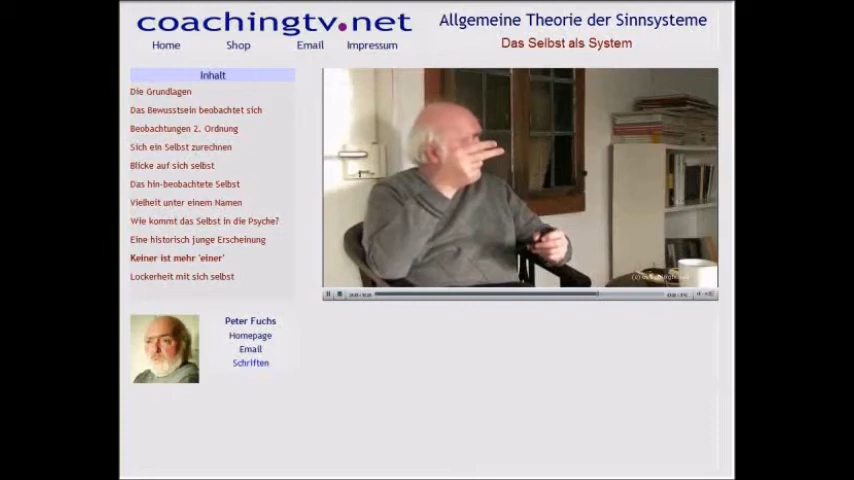 coachingtv.net
Home Shop Email Impressum
Allgemeine Theorie der Sinnsysteme
Das Selbst als System
Inhalt
Die Grundlagen
Das Bewusstsein beobachtet sich
Beobachtungen 2. Ordnung
Sich ein Selbst zurechnen
Blicke auf sich selbst
Das hin-beobachtete Selbst
Vielheit unter einem Namen
Wie kommt das Selbst in die Psyche?
Eine historisch junge Erscheinung
Keiner ist mehr 'einer'
Lockerheit mit sich selbst
Peter Fuchs
Homepage
Email
Schriften